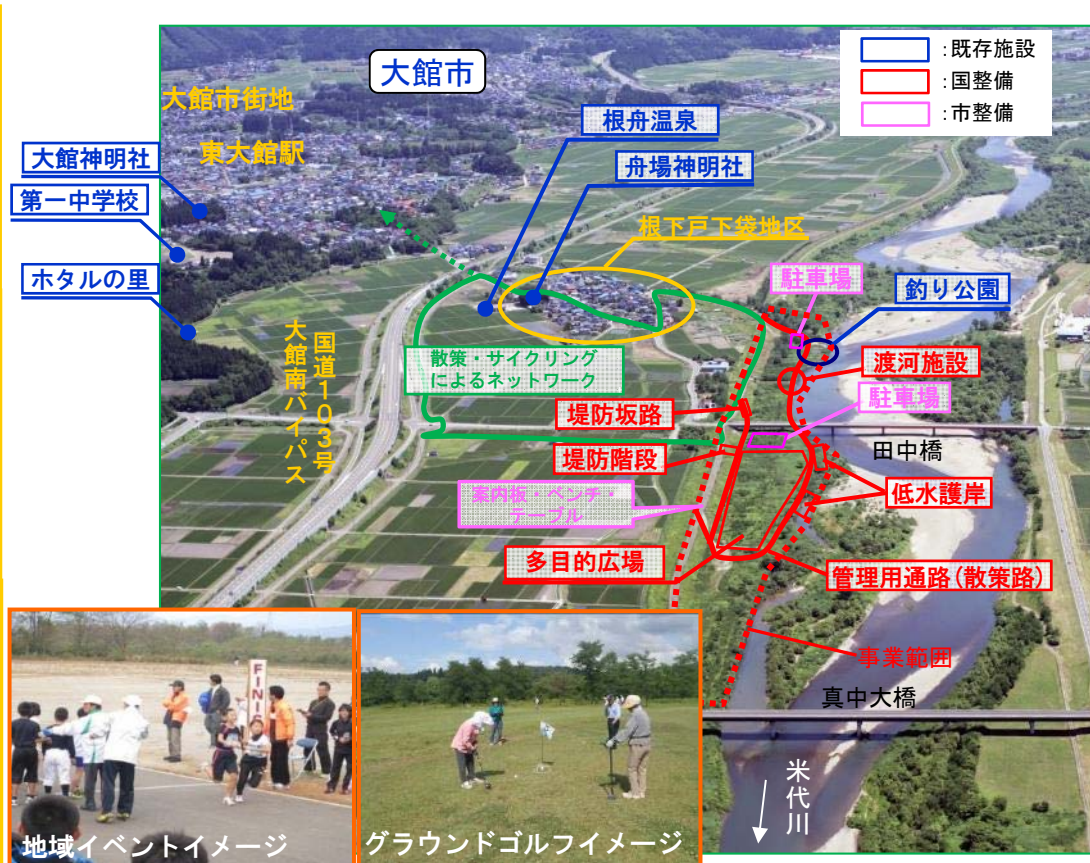 大館市
：既存施設
：国整備
：市整備
大館市街地
東大館駅
根舟温泉
舟場神明社
大館神明社
第一中学校
ホタルの里
根下戸下袋地区
駐車場
釣り公園
散策・サイクリング
によるネットワーク
国道１０３号
大館南バイパス
渡河施設
駐車場
堤防坂路
田中橋
堤防階段
低水護岸
案内板・ベンチ・
テーブル
多目的広場
管理用通路（散策路）
事業範囲
真中大橋
米代川
FINI
地域イベントイメージ
グラウンドゴルフイメージ